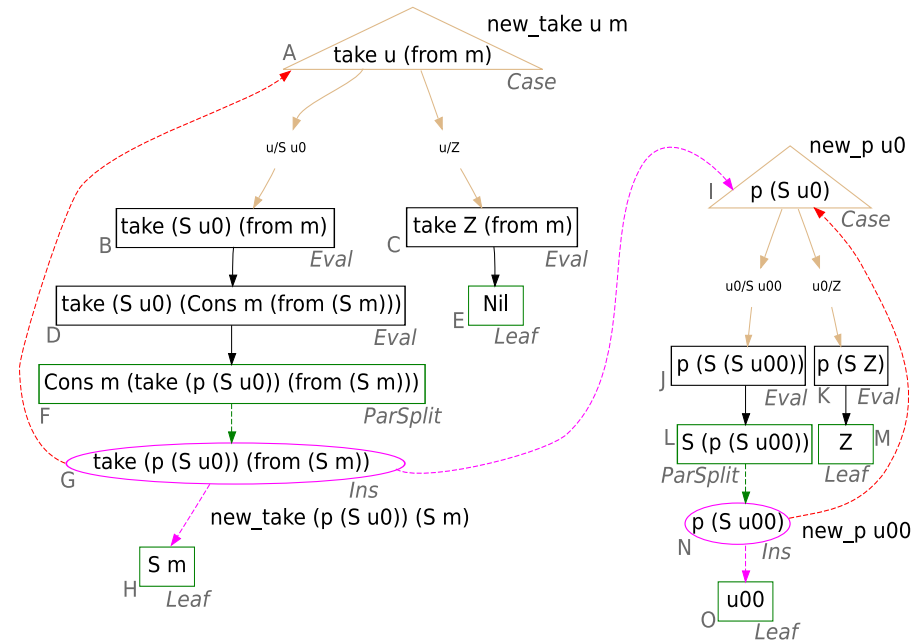 new_take u m
A
take u (from m)
Case
u/S u0
u/Z
take (S u0) (from m)
B
Eval
take Z (from m)
C
Eval
take (S u0) (Cons m (from (S m)))
D
Eval
Nil
E
Leaf
Cons m (take (p (S u0)) (from (S m)))
F
ParSplit
take (p (S u0)) (from (S m))
G
Ins
new_take (p (S u0)) (S m)
S m
H
Leaf
new_p u0
I
p (S u0)
Case
u0/S u00
u0/Z
p (S (S u00))
J
Eval
p (S Z)
K
Eval
L
S (p (S u00))
ParSplit
Z
M
Leaf
p (S u00)
N
Ins
new_p u00
u00
O
Leaf